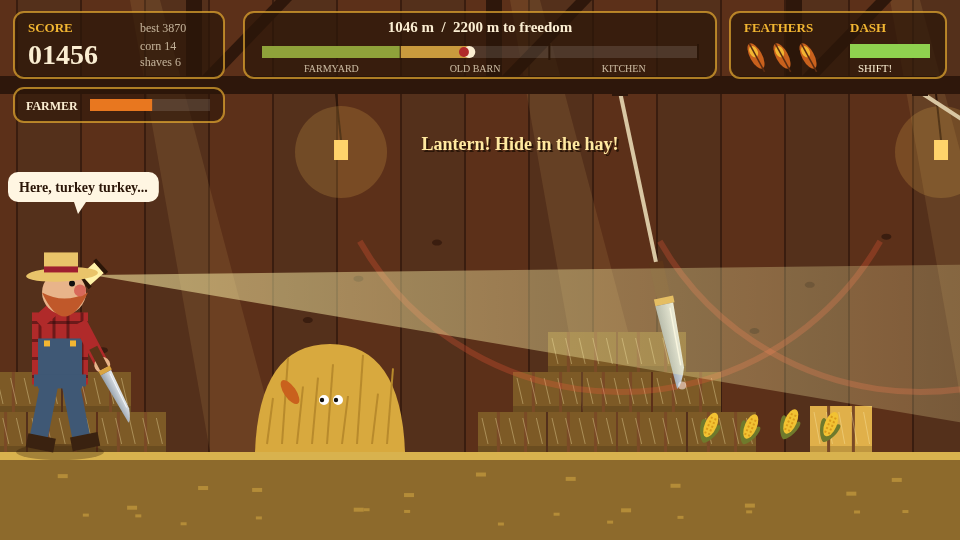 SCORE
01456
best 3870
corn 14
shaves 6
1046 m / 2200 m to freedom
FARMYARD
OLD BARN
KITCHEN
FEATHERS
DASH
SHIFT!
FARMER
Lantern! Hide in the hay!
Here, turkey turkey...